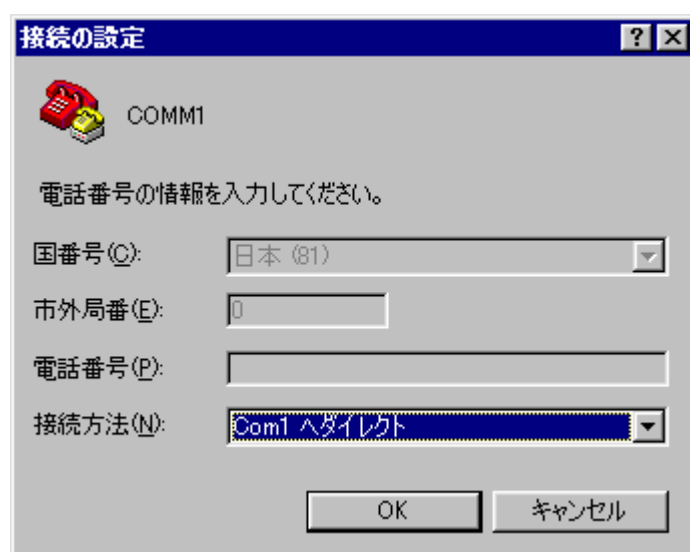 接続の設定
COMM1
電話番号の情報を入力してください。
国番号(C): 日本 (81)
市外局番(E): 0
電話番号(P):
接続方法(N): Com1 へダイレクト
OK キャンセル